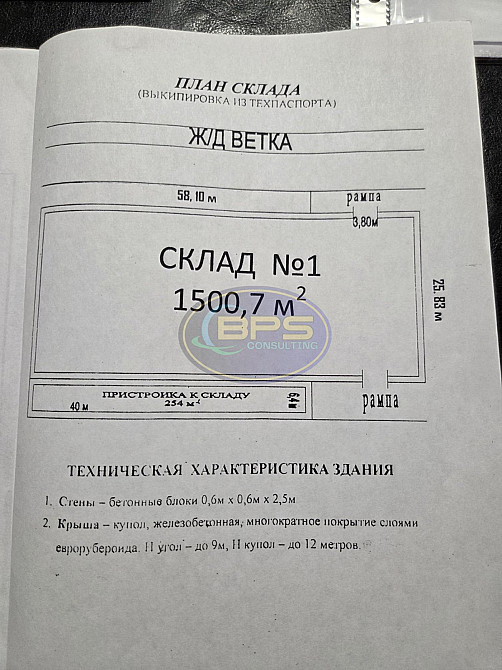 ПЛАН СКЛАДА
(ВЫКИПИРОВКА ИЗ ТЕХПАСПОРТА)
Ж/Д ВЕТКА
58,10 м
рампа
3,80м
СКЛАД №1
1500,7 м²
25,83 м
BPS
CONSULTING
ПРИСТРОЙКА К СКЛАДУ
254 м²
40 м
рампа
ТЕХНИЧЕСКАЯ ХАРАКТЕРИСТИКА ЗДАНИЯ
1. Стены – бетонные блоки 0,6м х 0,6м х 2,5м
2. Крыша – купол, железобетонная, многократное покрытие слоями
еврорубероида. Н угол – до 9м, Н купол – до 12 метров.